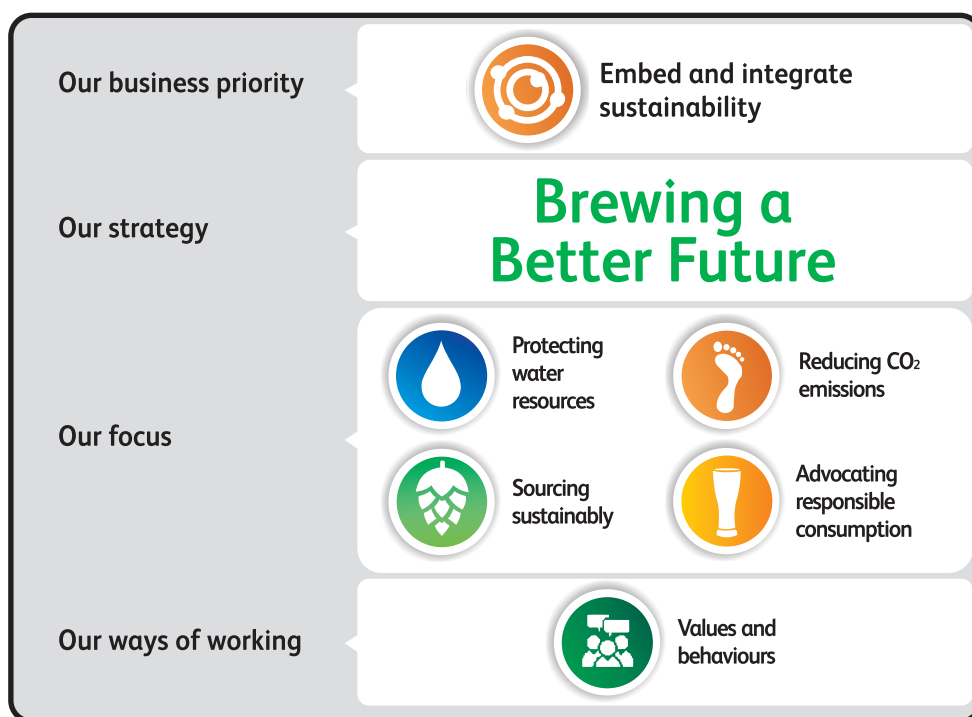 Our business priority
Embed and integrate
sustainability
Our strategy
Brewing a
Better Future
Our focus
Protecting
water
resources
Reducing CO₂
emissions
Sourcing
sustainably
Advocating
responsible
consumption
Our ways of working
Values and
behaviours